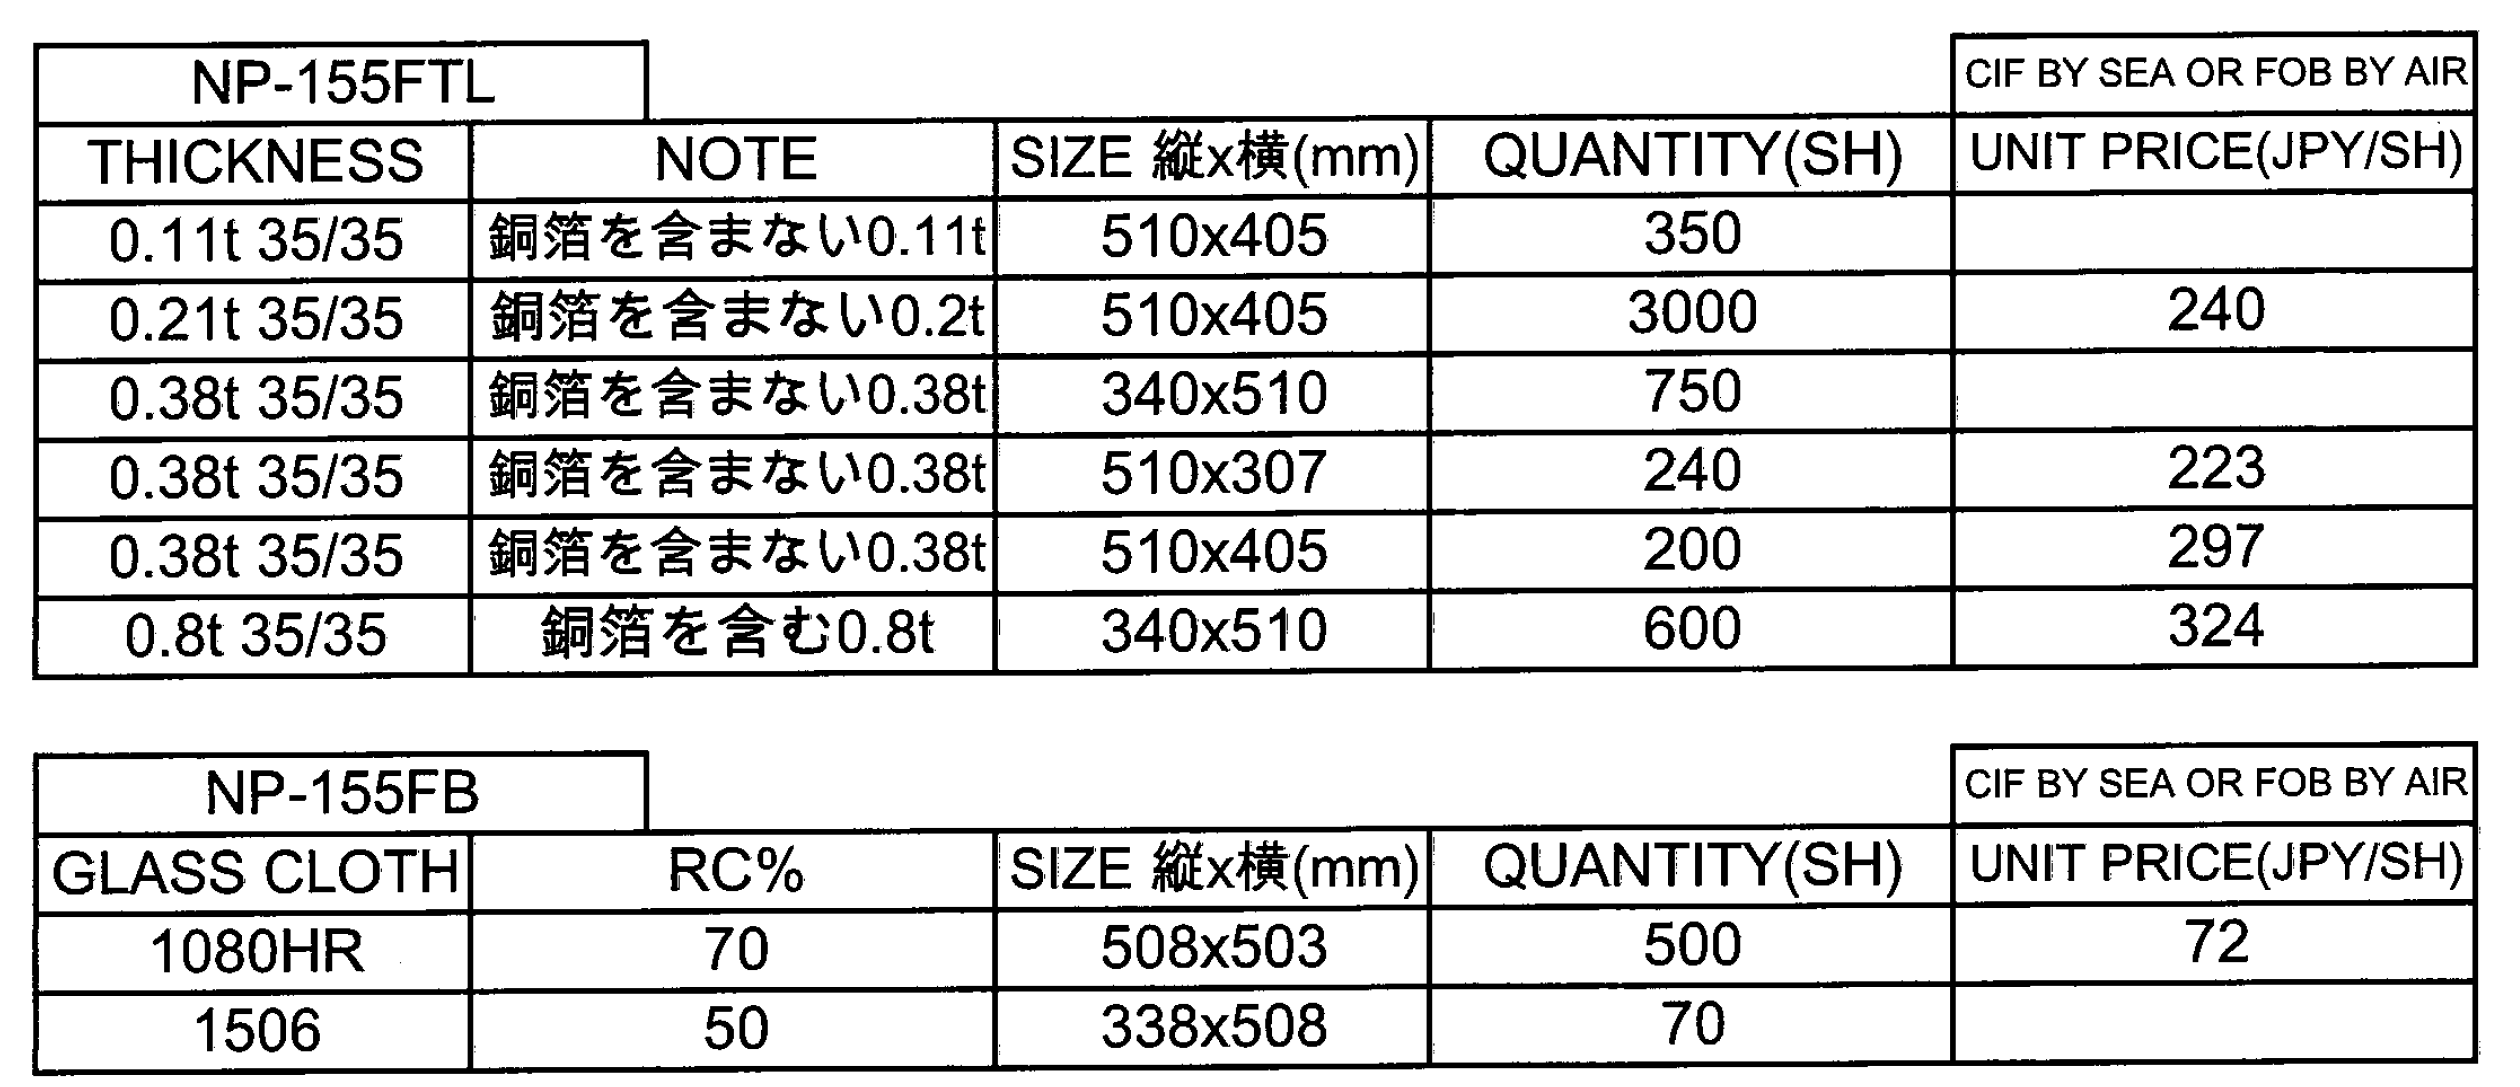 NP-155FTL CIF BY SEA OR FOB BY AIR
THICKNESS NOTE SIZE 縦x横(mm) QUANTITY(SH) UNIT PRICE(JPY/SH)
0.11t 35/35 銅箔を含まない0.11t 510x405 350
0.21t 35/35 銅箔を含まない0.2t 510x405 3000 240
0.38t 35/35 銅箔を含まない0.38t 340x510 750
0.38t 35/35 銅箔を含まない0.38t 510x307 240 223
0.38t 35/35 銅箔を含まない0.38t 510x405 200 297
0.8t 35/35 銅箔を含む0.8t 340x510 600 324
NP-155FB CIF BY SEA OR FOB BY AIR
GLASS CLOTH RC% SIZE 縦x横(mm) QUANTITY(SH) UNIT PRICE(JPY/SH)
1080HR 70 508x503 500 72
1506 50 338x508 70